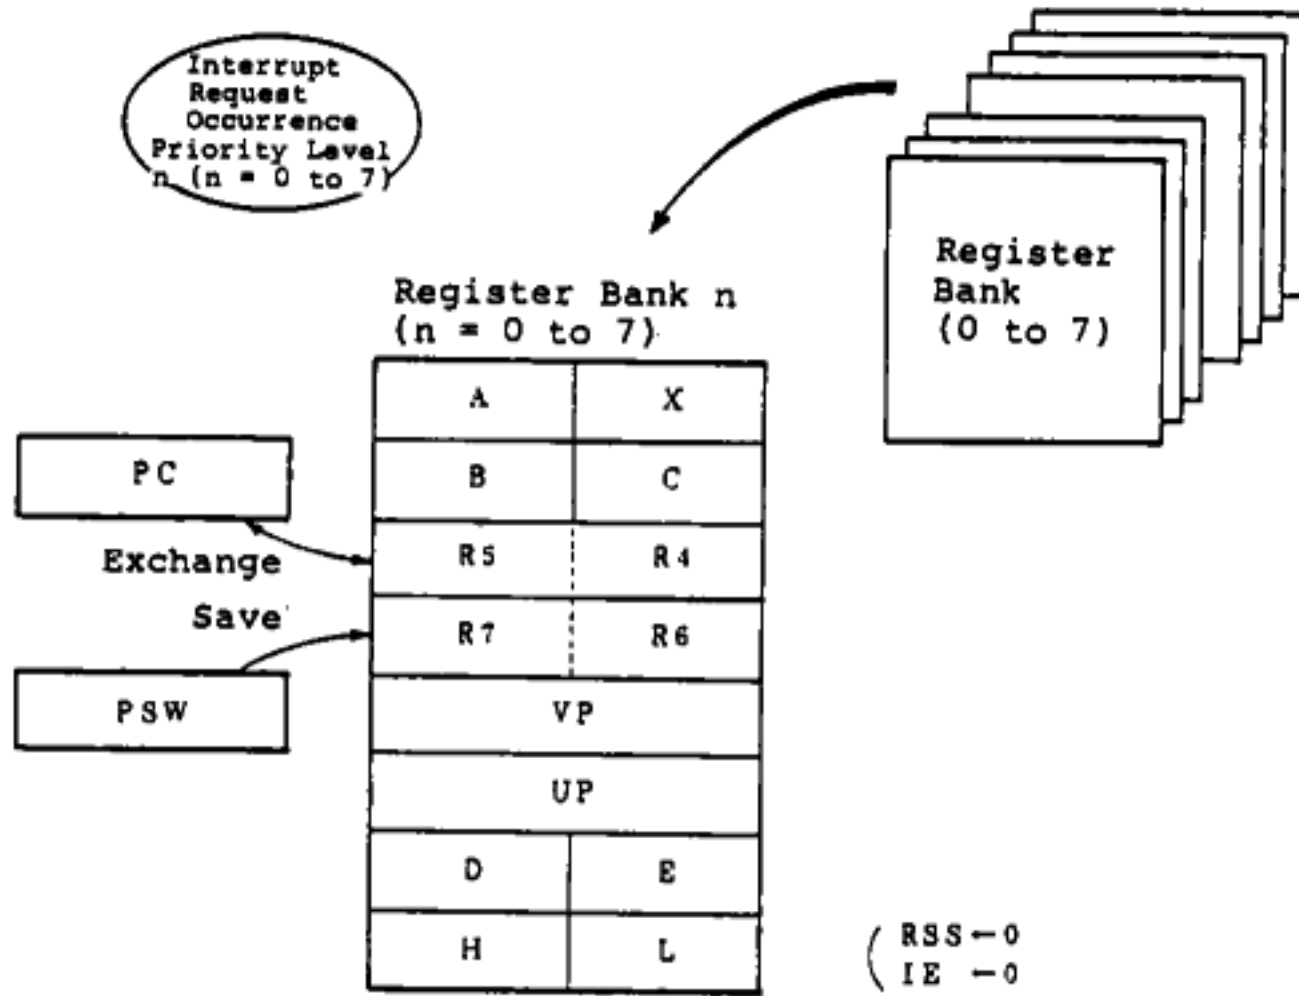 Interrupt
Request
Occurrence
Priority Level
n (n = 0 to 7)
Register
Bank
(0 to 7)
Register Bank n
(n = 0 to 7)
A X
B C
PC
Exchange
R5 R4
Save
R7 R6
PSW
VP
UP
D E
H L
( RSS ← 0
IE ← 0